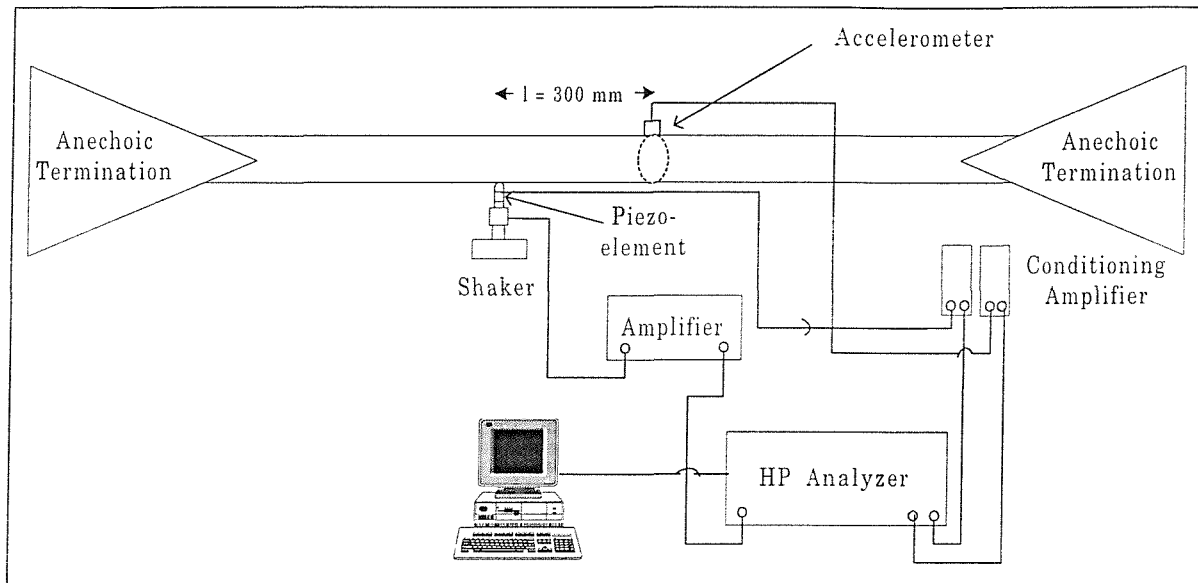 Accelerometer
l = 300 mm
Anechoic
Termination
Anechoic
Termination
Piezo-
element
Shaker
Conditioning
Amplifier
Amplifier
HP Analyzer